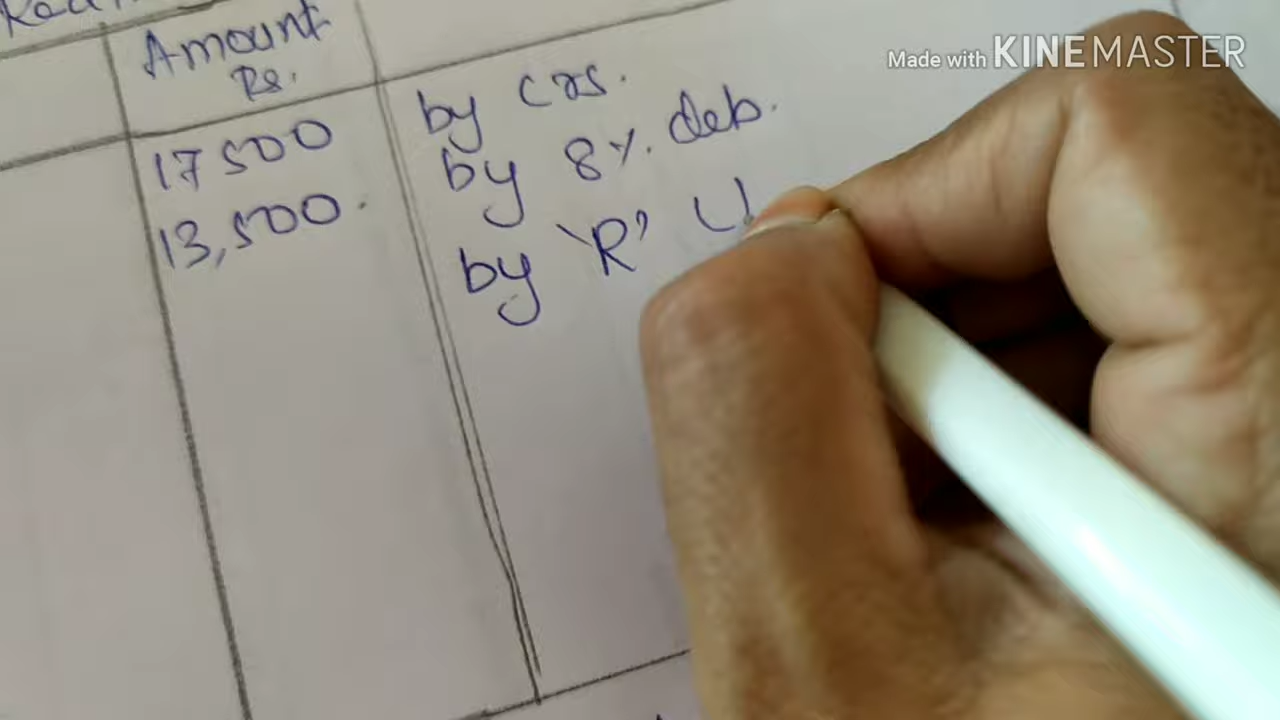 Made with KINEMASTER
Amount
Rs.
17500
13,500
by crs.
by 8%. deb.
by 'R' U